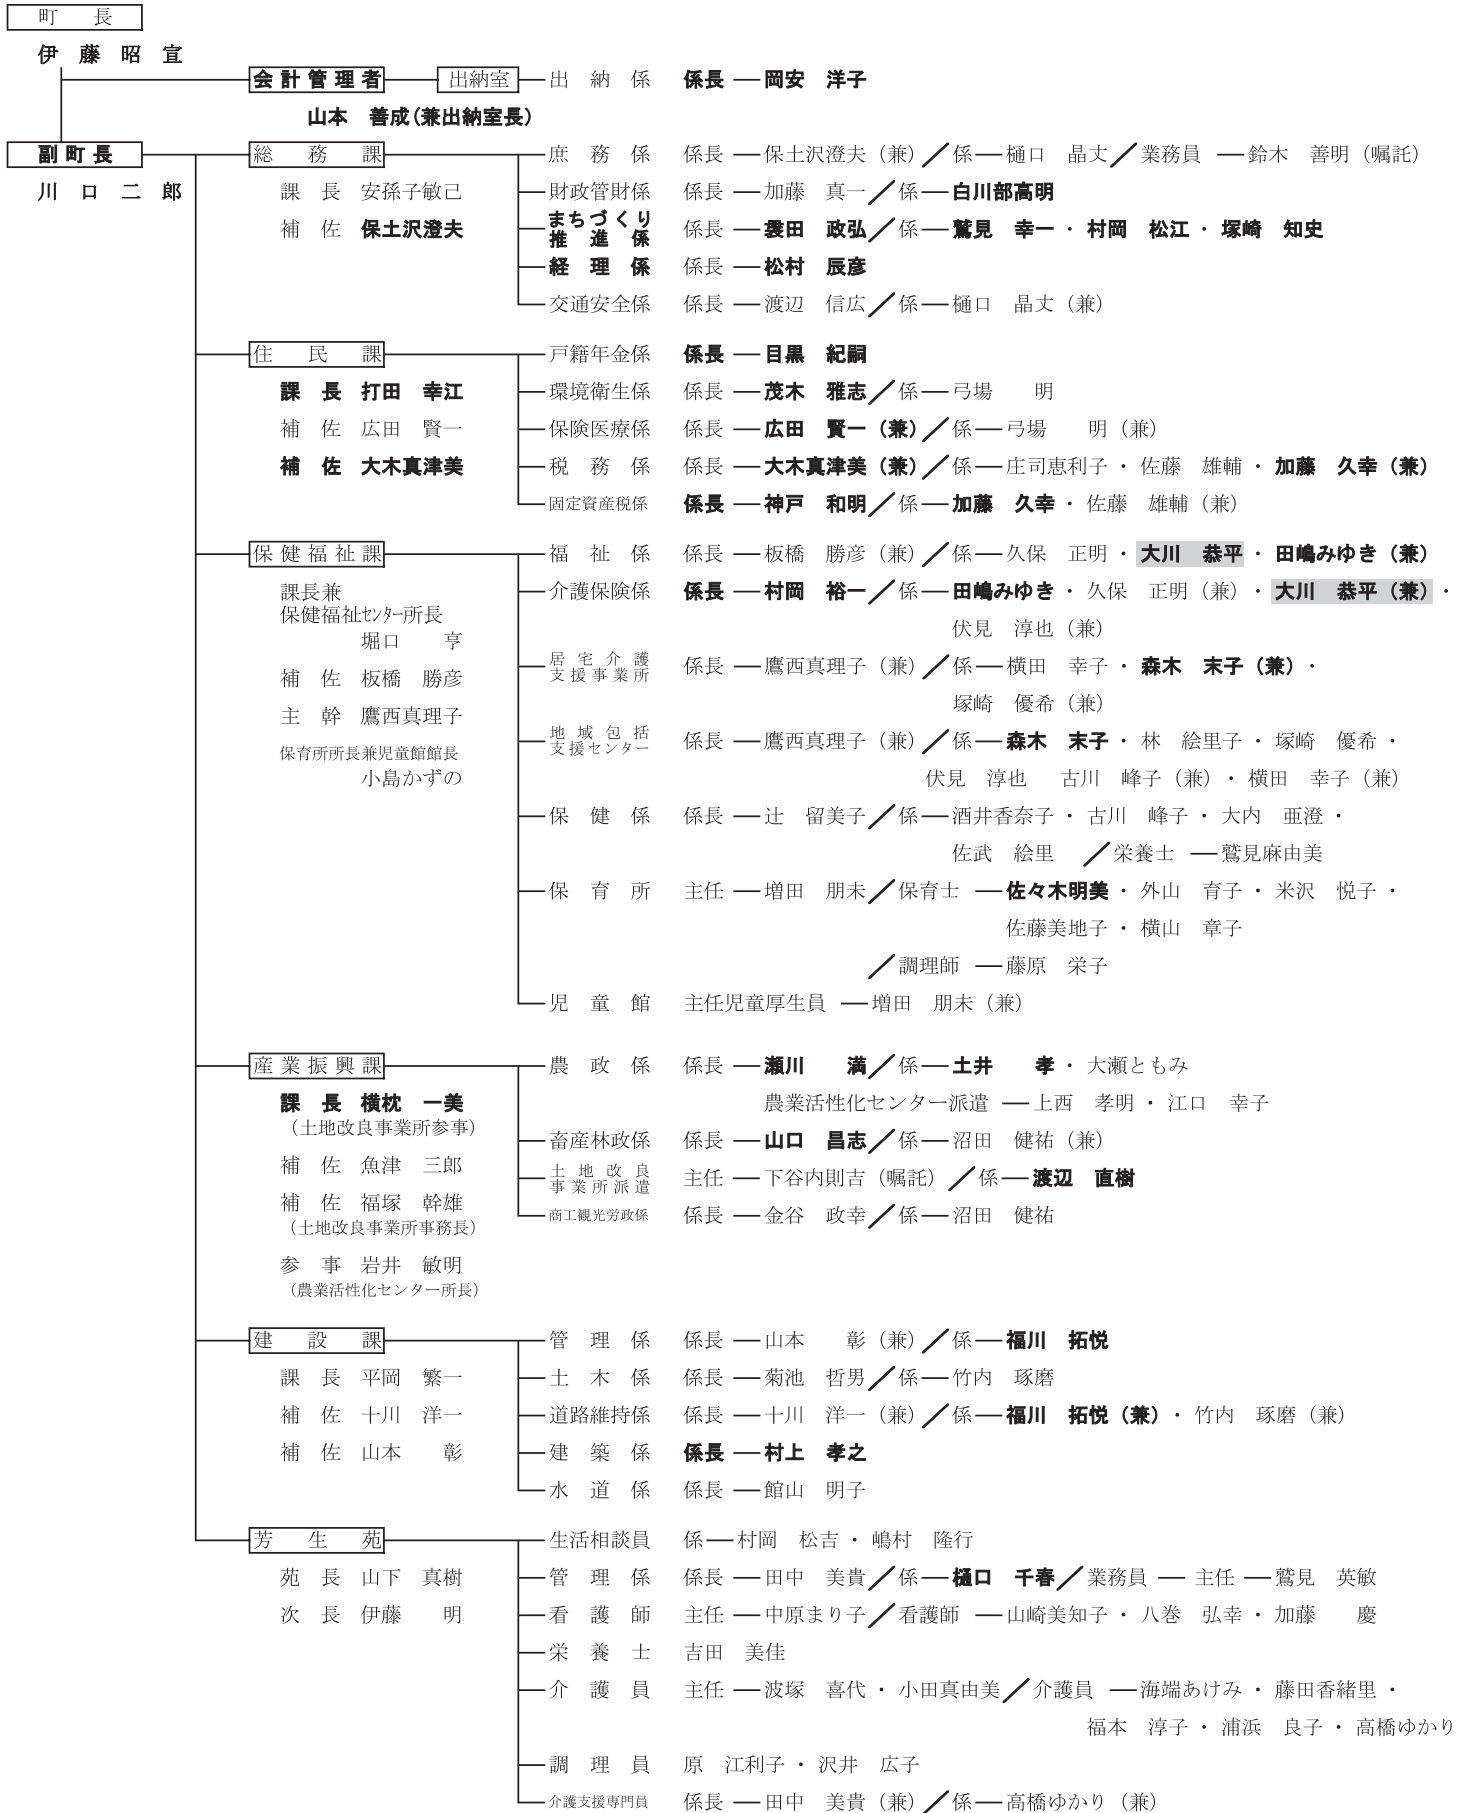 町　長
伊　藤　昭　宣
会計管理者　出納室　出　納　係　係長 ― 岡安　洋子
山本　善成（兼出納室長）
副町長　総　務　課　庶　務　係　係長 ― 保土沢澄夫（兼）／係 ― 樋口　晶丈／業務員 ― 鈴木　善明（嘱託）
川　口　二　郎　課　長　安孫子敏己　財政管財係　係長 ― 加藤　真一／係 ― 白川部高明
補　佐　保土沢澄夫　まちづくり推進係　係長 ― 袰田　政弘／係 ― 鷲見　幸一・村岡　松江・塚崎　知史
経　理　係　係長 ― 松村　辰彦
交通安全係　係長 ― 渡辺　信広／係 ― 樋口　晶丈（兼）
住　民　課　戸籍年金係　係長 ― 目黒　紀嗣
課　長　打田　幸江　環境衛生係　係長 ― 茂木　雅志／係 ― 弓場　　明
補　佐　広田　賢一　保険医療係　係長 ― 広田　賢一（兼）／係 ― 弓場　　明（兼）
補　佐　大木真津美　税　務　係　係長 ― 大木真津美（兼）／係 ― 庄司恵利子・佐藤　雄輔・加藤　久幸（兼）
固定資産税係　係長 ― 神戸　和明／係 ― 加藤　久幸・佐藤　雄輔（兼）
保健福祉課　福　祉　係　係長 ― 板橋　勝彦（兼）／係 ― 久保　正明・大川　恭平・田嶋みゆき（兼）
課長兼　介護保険係　係長 ― 村岡　裕一／係 ― 田嶋みゆき・久保　正明（兼）・大川　恭平（兼）・
保健福祉センター所長　伏見　淳也（兼）
堀口　　亨
居宅介護支援事業所　係長 ― 鷹西真理子（兼）／係 ― 横田　幸子・森木　末子（兼）・
補　佐　板橋　勝彦
塚崎　優希（兼）
主　幹　鷹西真理子
地域包括支援センター　係長 ― 鷹西真理子（兼）／係 ― 森木　末子・林　絵里子・塚崎　優希・
保育所所長兼児童館館長
小島かずの　伏見　淳也　古川　峰子（兼）・横田　幸子（兼）
保　健　係　係長 ― 辻　留美子／係 ― 酒井香奈子・古川　峰子・大内　亜澄・
佐武　絵里　／栄養士 ― 鷲見麻由美
保　育　所　主任 ― 増田　朋未／保育士 ― 佐々木明美・外山　育子・米沢　悦子・
佐藤美地子・横山　章子
／調理師 ― 藤原　栄子
児　童　館　主任児童厚生員 ― 増田　朋未（兼）
産業振興課　農　政　係　係長 ― 瀬川　　満／係 ― 土井　　孝・大瀬ともみ
課　長　横枕　一美　農業活性化センター派遣 ― 上西　孝明・江口　幸子
（土地改良事業所参事）　畜産林政係　係長 ― 山口　昌志／係 ― 沼田　健祐（兼）
補　佐　魚津　三郎　土地改良事業所派遣　主任 ― 下谷内則吉（嘱託）／係 ― 渡辺　直樹
補　佐　福塚　幹雄　商工観光労政係　係長 ― 金谷　政幸／係 ― 沼田　健祐
（土地改良事業所事務長）
参　事　岩井　敏明
（農業活性化センター所長）
建　設　課　管　理　係　係長 ― 山本　　彰（兼）／係 ― 福川　拓悦
課　長　平岡　繁一　土　木　係　係長 ― 菊池　哲男／係 ― 竹内　琢磨
補　佐　十川　洋一　道路維持係　係長 ― 十川　洋一（兼）／係 ― 福川　拓悦（兼）・竹内　琢磨（兼）
補　佐　山本　　彰　建　築　係　係長 ― 村上　孝之
水　道　係　係長 ― 館山　明子
芳　生　苑　生活相談員　係 ― 村岡　松吉・嶋村　隆行
苑　長　山下　真樹　管　理　係　係長 ― 田中　美貴／係 ― 樋口　千春／業務員 ― 主任 ― 鷲見　英敏
次　長　伊藤　　明　看　護　師　主任 ― 中原まり子／看護師 ― 山崎美知子・八巻　弘幸・加藤　　慶
栄　養　士　吉田　美佳
介　護　員　主任 ― 波塚　喜代・小田真由美／介護員 ― 海端あけみ・藤田香緒里・
福本　淳子・浦浜　良子・高橋ゆかり
調　理　員　原　江利子・沢井　広子
介護支援専門員　係長 ― 田中　美貴（兼）／係 ― 高橋ゆかり（兼）